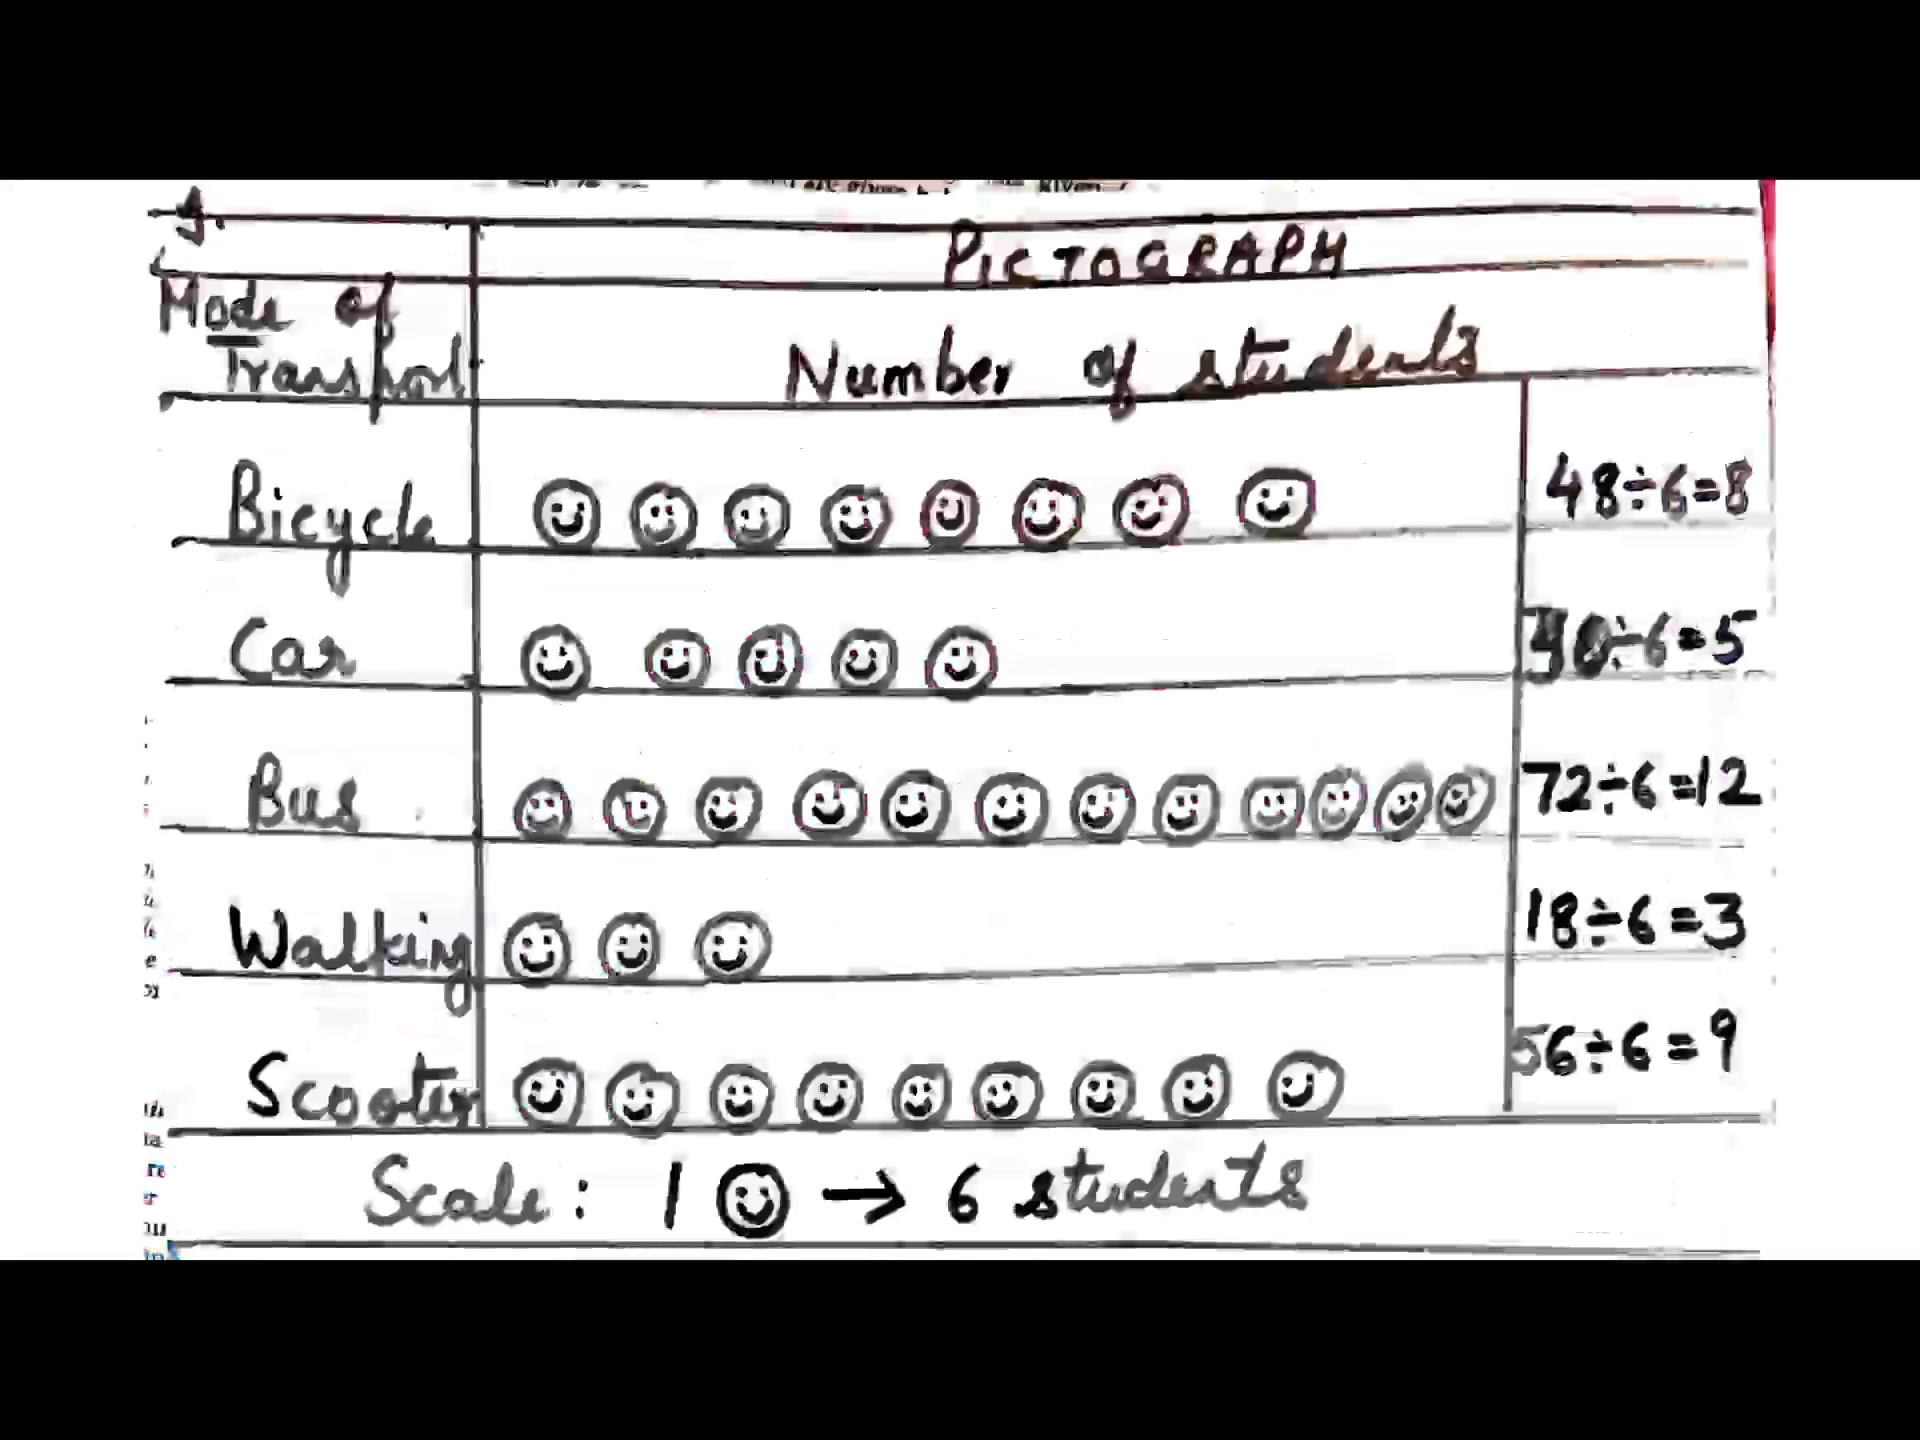 PICTOGRAPH
Mode of
Transport
Number of students
Bicycle
48÷6=8
Car
30÷6=5
Bus
72÷6=12
Walking
18÷6=3
Scooter
56÷6=9
Scale: 1 → 6 students